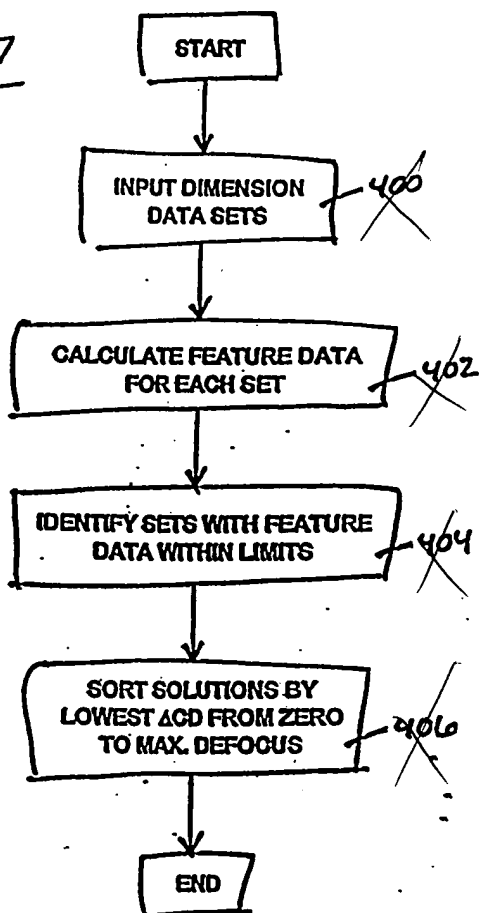 7
START
INPUT DIMENSION
DATA SETS
400
CALCULATE FEATURE DATA
FOR EACH SET
402
IDENTIFY SETS WITH FEATURE
DATA WITHIN LIMITS
404
SORT SOLUTIONS BY
LOWEST ΔCD FROM ZERO
TO MAX. DEFOCUS
406
END